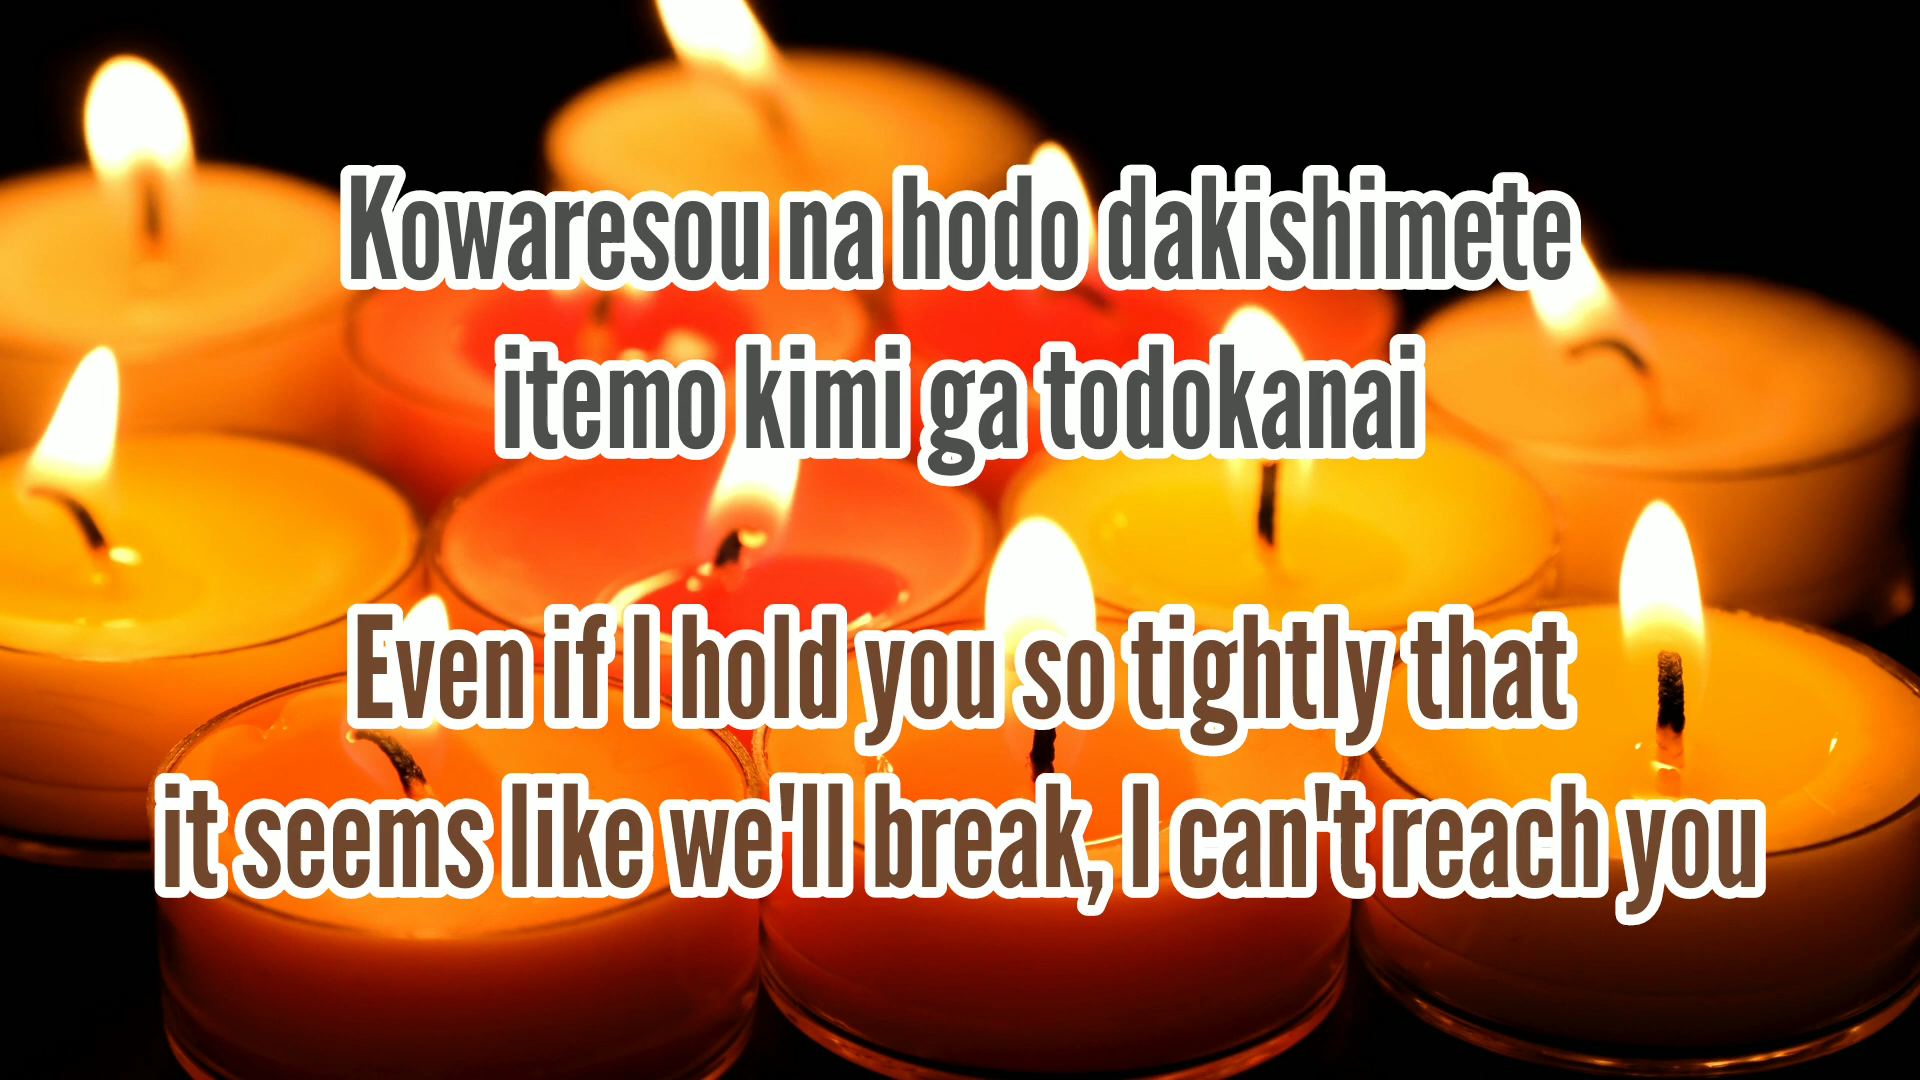 Kowaresou na hodo dakishimete
itemo kimi ga todokanai
Even if I hold you so tightly that
it seems like we'll break, I can't reach you